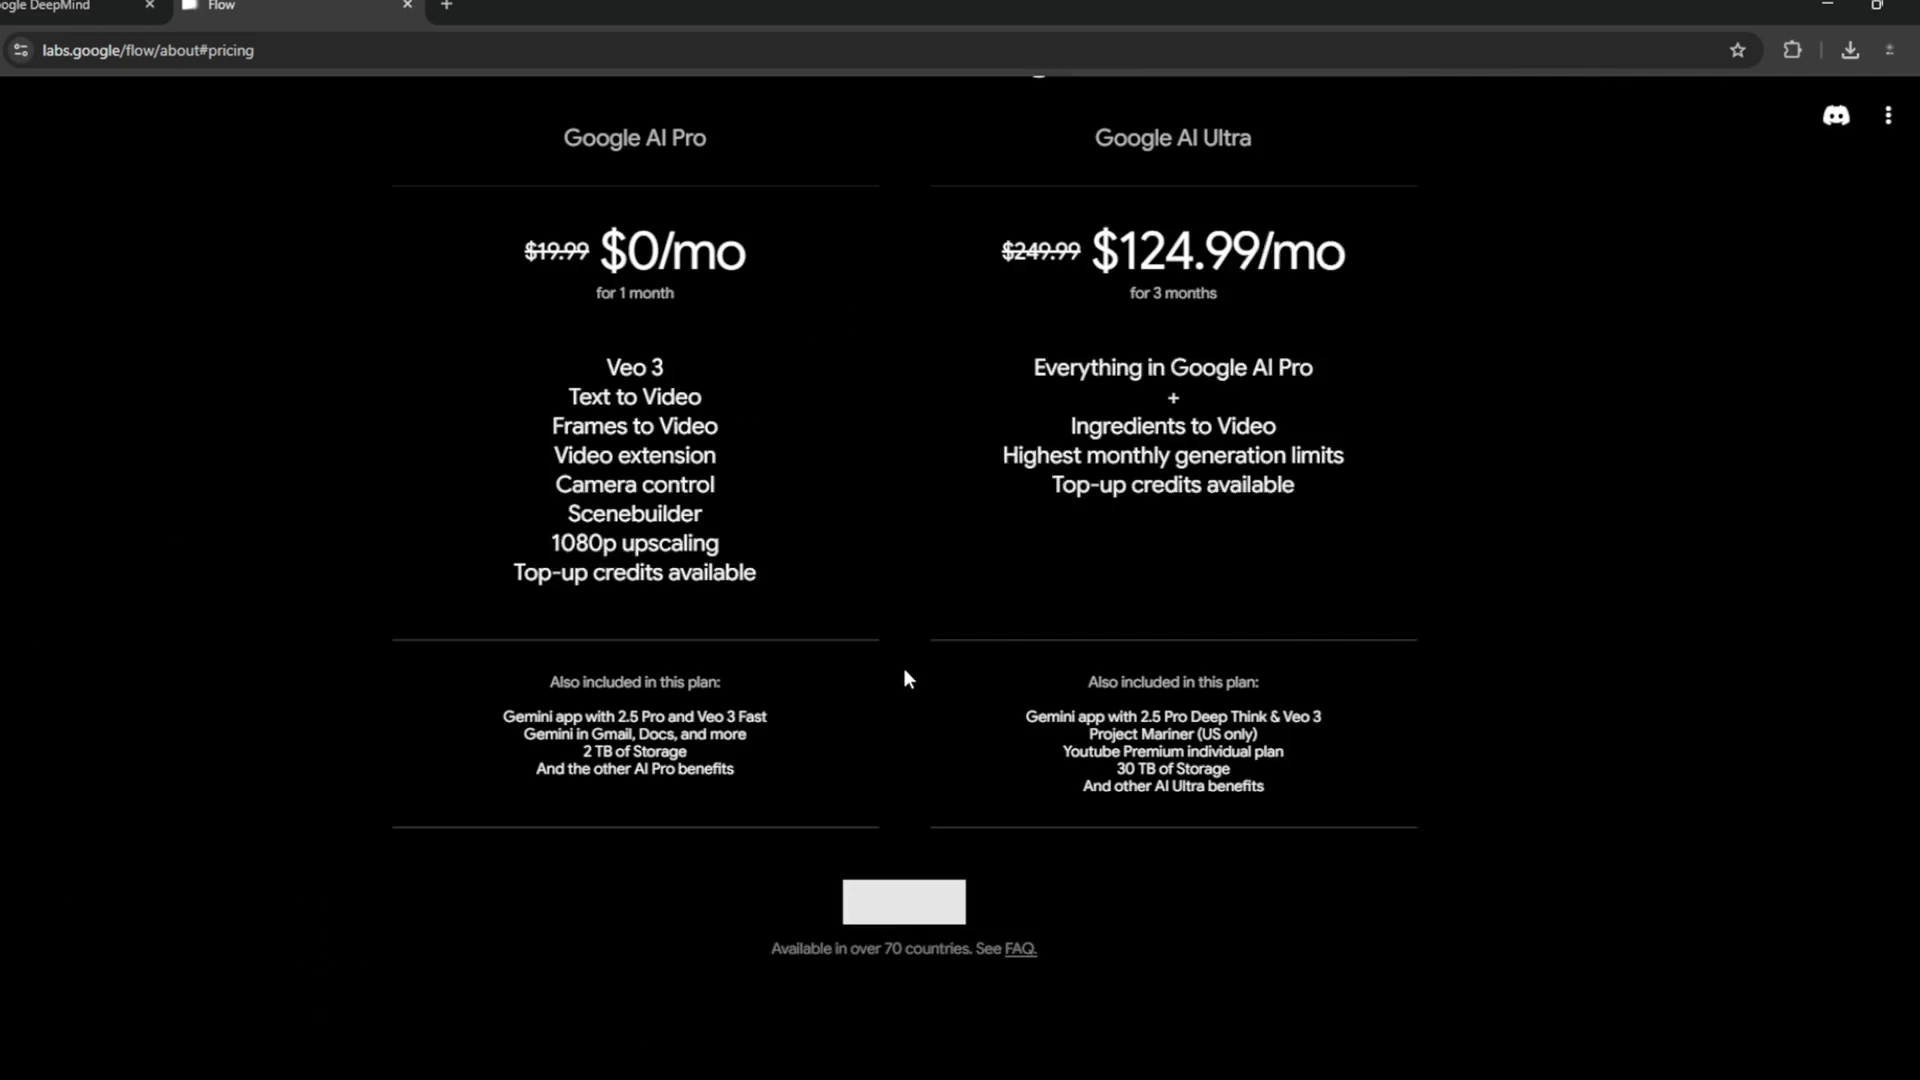 ogle DeepMind
Flow
labs.google/flow/about#pricing
Google AI Pro
$19.99 $0/mo
for 1 month
Veo 3
Text to Video
Frames to Video
Video extension
Camera control
Scenebuilder
1080p upscaling
Top-up credits available
Also included in this plan:
Gemini app with 2.5 Pro and Veo 3 Fast
Gemini in Gmail, Docs, and more
2 TB of Storage
And the other AI Pro benefits
Google AI Ultra
$249.99 $124.99/mo
for 3 months
Everything in Google AI Pro
+
Ingredients to Video
Highest monthly generation limits
Top-up credits available
Also included in this plan:
Gemini app with 2.5 Pro Deep Think & Veo 3
Project Mariner (US only)
Youtube Premium individual plan
30 TB of Storage
And other AI Ultra benefits
Available in over 70 countries. See FAQ.